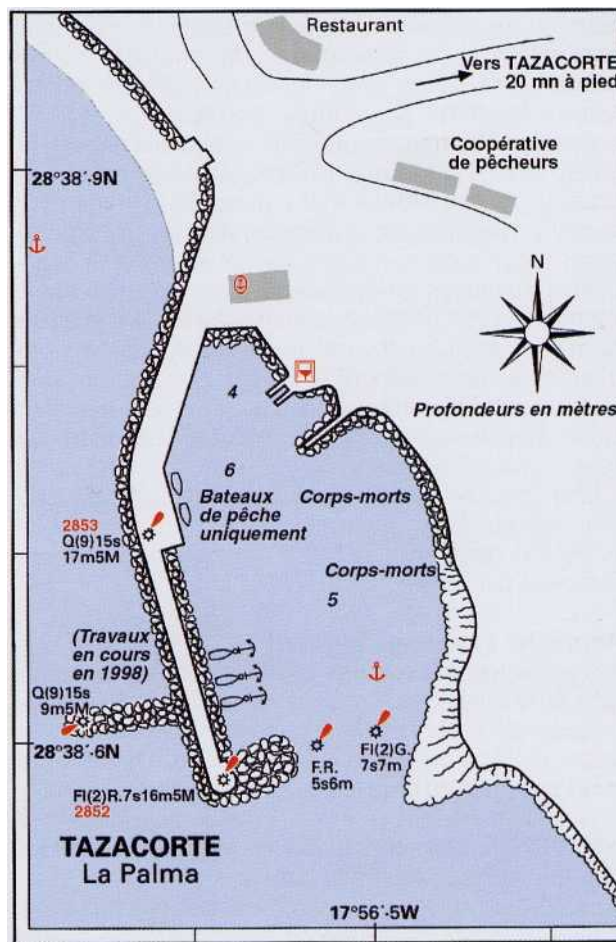 Restaurant
Vers TAZACORTE
20 mn à pied
Coopérative
de pêcheurs
28°38'·9N
N
Profondeurs en mètres
4
6
Bateaux
de pêche
uniquement
Corps-morts
2853
Q(9)15s
17m5M
Corps-morts
5
(Travaux
en cours
en 1998)
Q(9)15s
9m5M
28°38'·6N
F.R.
5s6m
Fl(2)G.
7s7m
Fl(2)R.7s16m5M
2852
TAZACORTE
La Palma
17°56'·5W